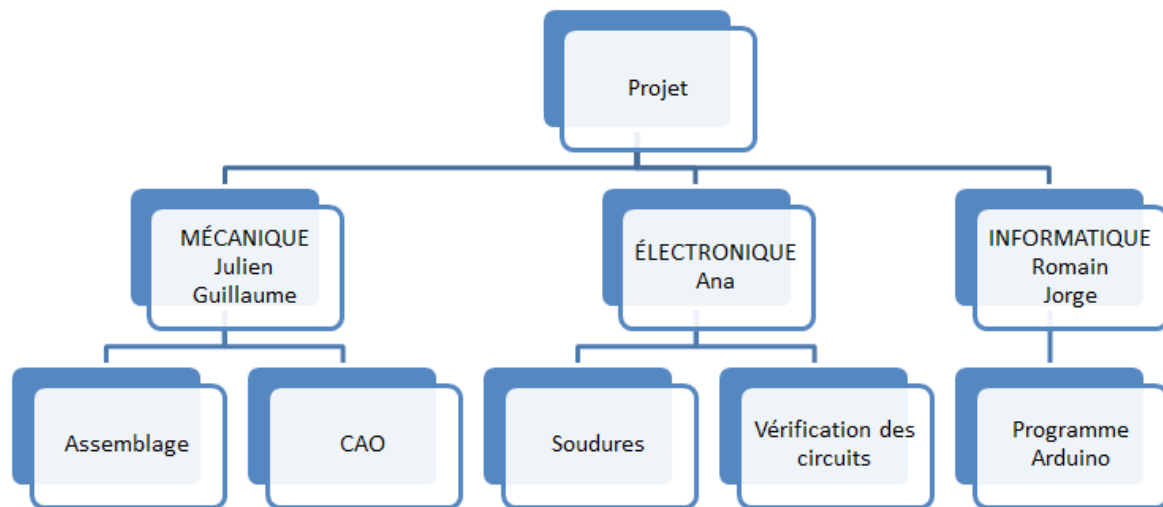 Projet
MÉCANIQUE
Julien
Guillaume
ÉLECTRONIQUE
Ana
INFORMATIQUE
Romain
Jorge
Assemblage
CAO
Soudures
Vérification des
circuits
Programme
Arduino